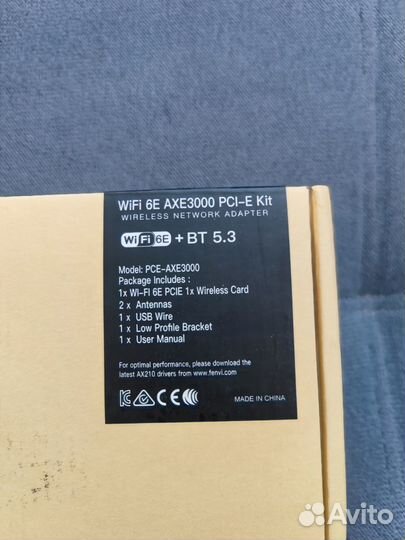 WiFi 6E AXE3000 PCI-E Kit
WIRELESS NETWORK ADAPTER
WiFi 6E + BT 5.3
Model: PCE-AXE3000
Package Includes :
1x WI-FI 6E PCIE 1x Wireless Card
2 x Antennas
1 x USB Wire
1 x Low Profile Bracket
1 x User Manual
For optimal performance, please download the
latest AX210 drivers from www.fenvi.com.
CE FC MADE IN CHINA
Avito